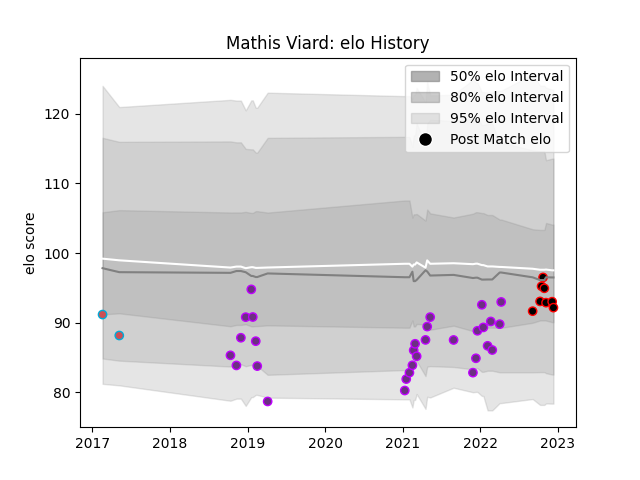 Mathis Viard: elo History
50% elo Interval
80% elo Interval
95% elo Interval
Post Match elo
elo score
120
110
100
90
80
2017 2018 2019 2020 2021 2022 2023